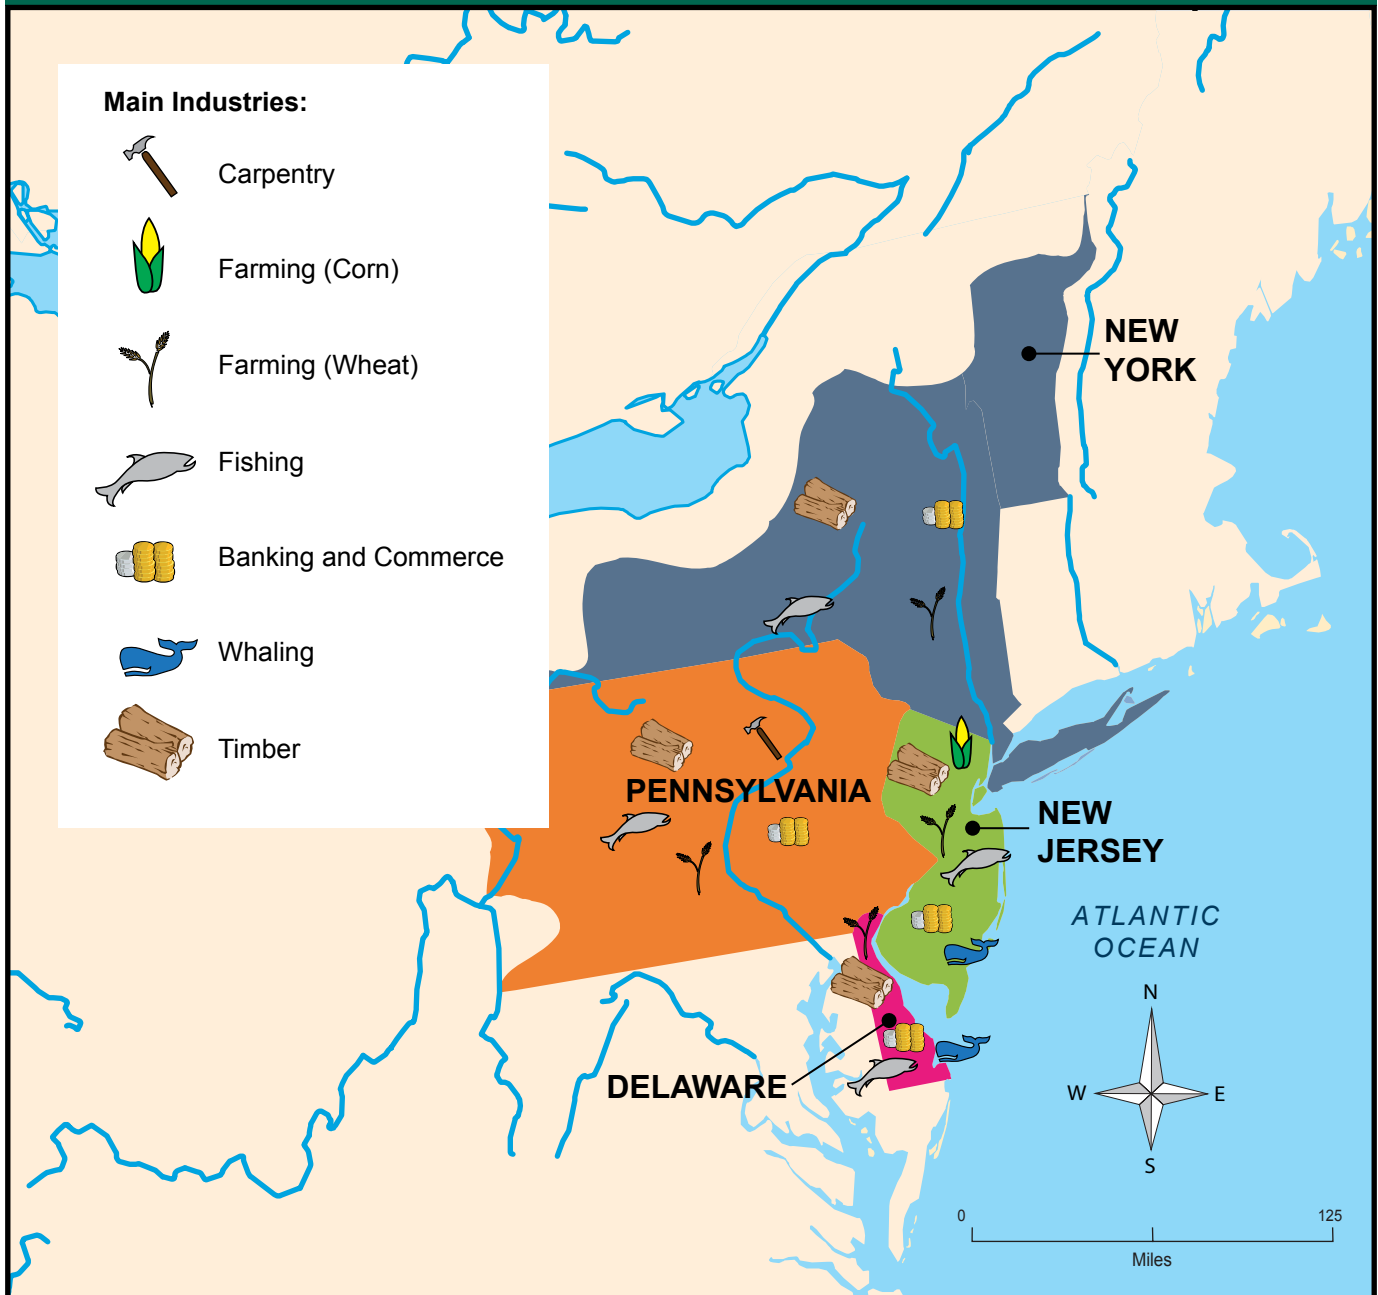 Main Industries:
Carpentry
Farming (Corn)
Farming (Wheat)
Fishing
Banking and Commerce
Whaling
Timber
NEW
YORK
PENNSYLVANIA
NEW
JERSEY
DELAWARE
ATLANTIC
OCEAN
N
W
E
S
0
125
Miles